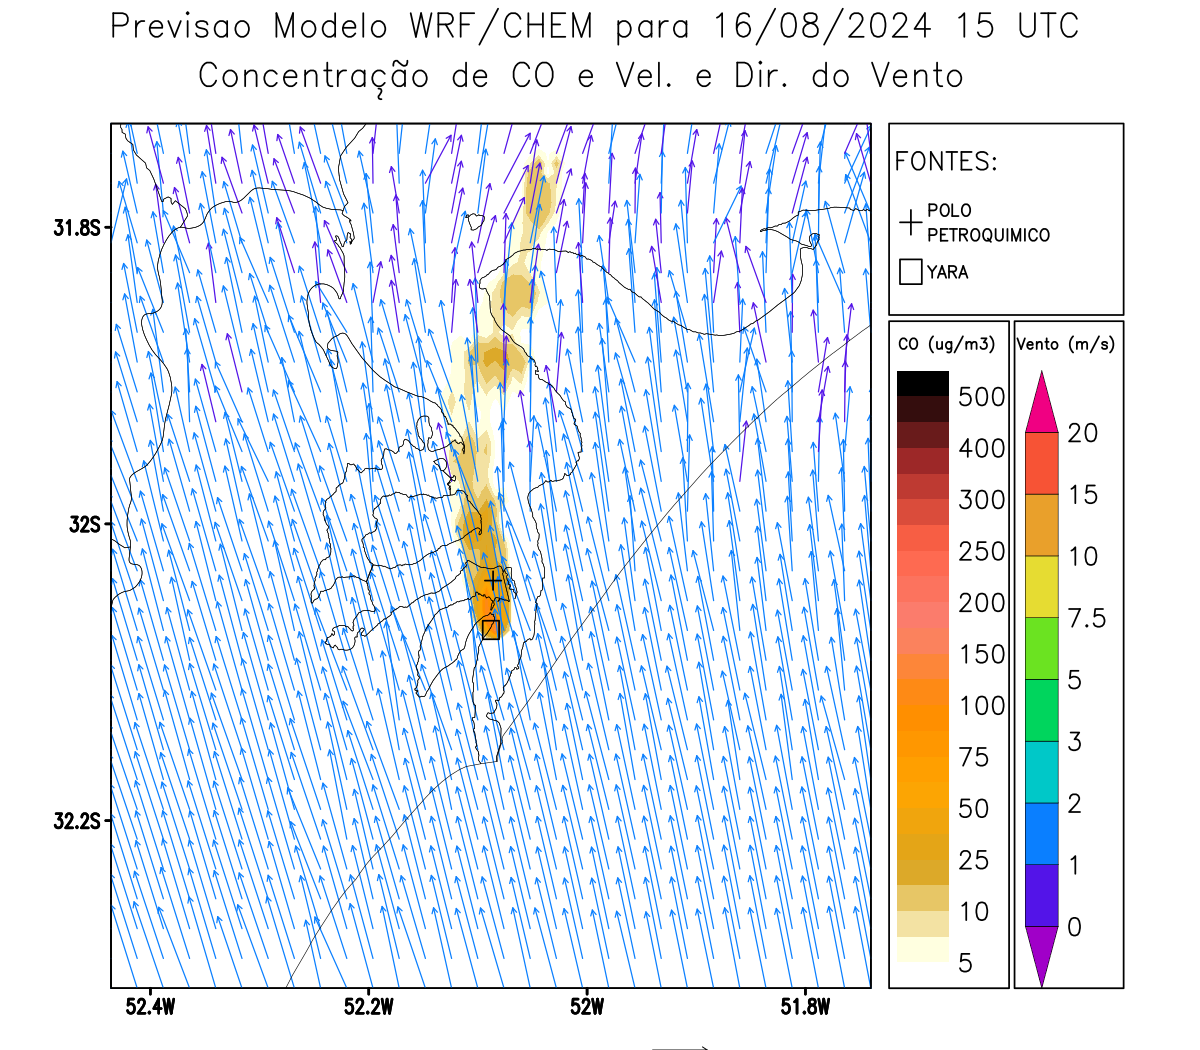 Previsao Modelo WRF/CHEM para 16/08/2024 15 UTC
Concentração de CO e Vel. e Dir. do Vento
FONTES:
POLO
PETROQUIMICO
YARA
CO (ug/m3)
500
400
300
250
200
150
100
75
50
25
10
5
Vento (m/s)
20
15
10
7.5
5
3
2
1
0
31.8S
32S
32.2S
52.4W
52.2W
52W
51.8W